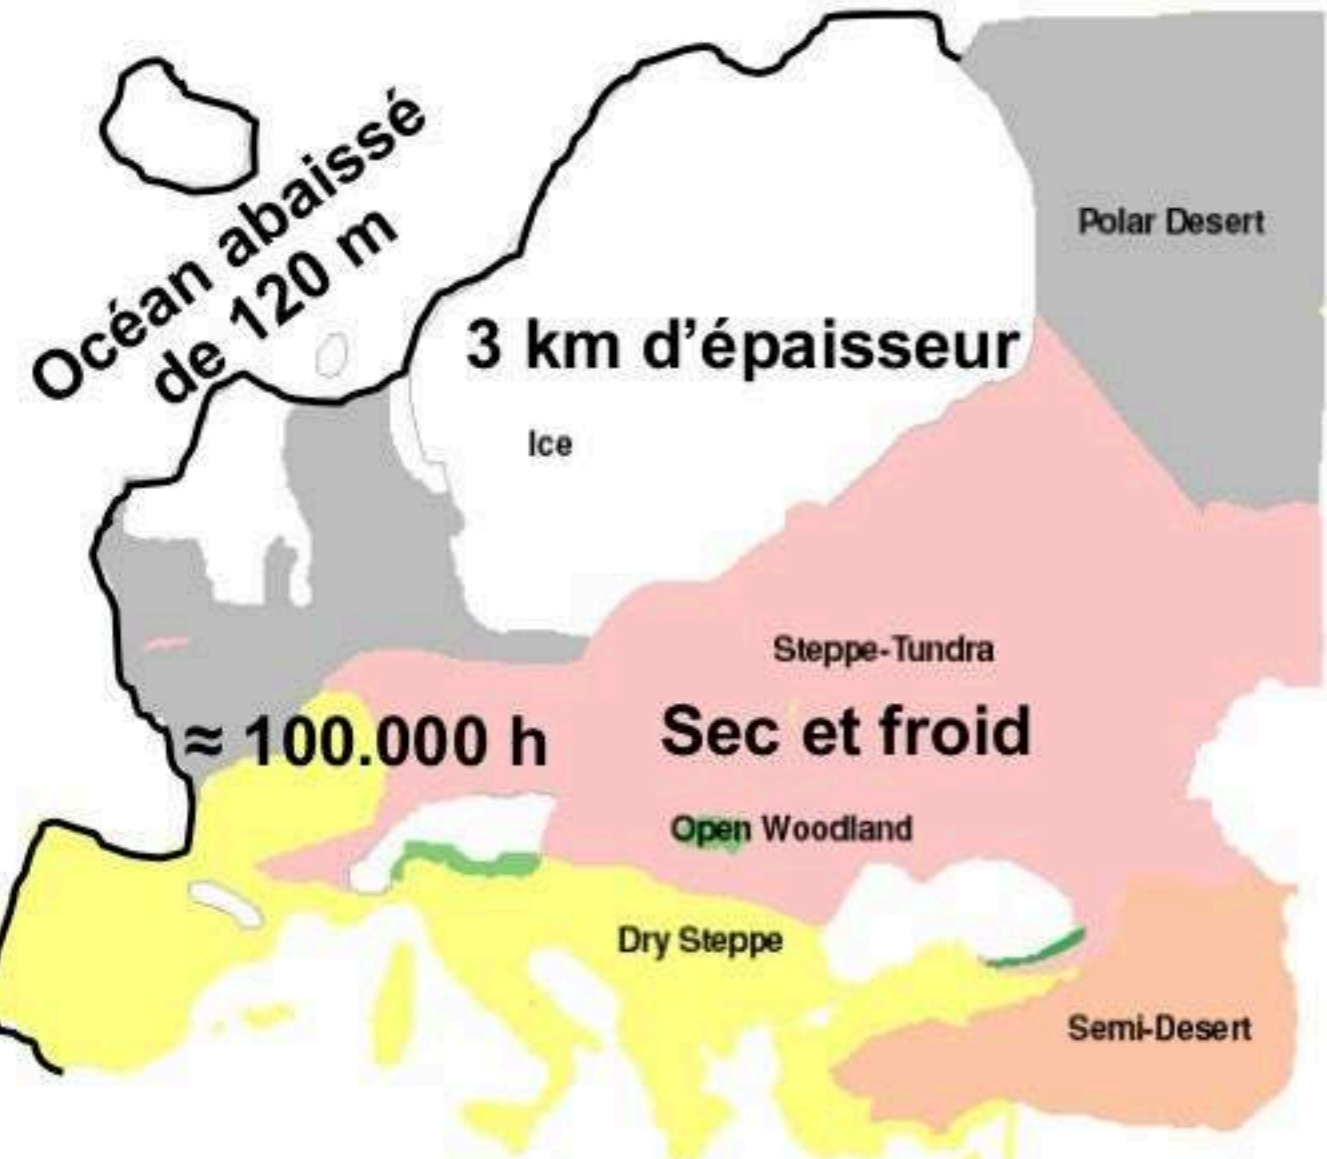 Océan abaissé
de 120 m
Polar Desert
3 km d’épaisseur
Ice
Steppe-Tundra
≈ 100.000 h
Sec et froid
Open Woodland
Dry Steppe
Semi-Desert